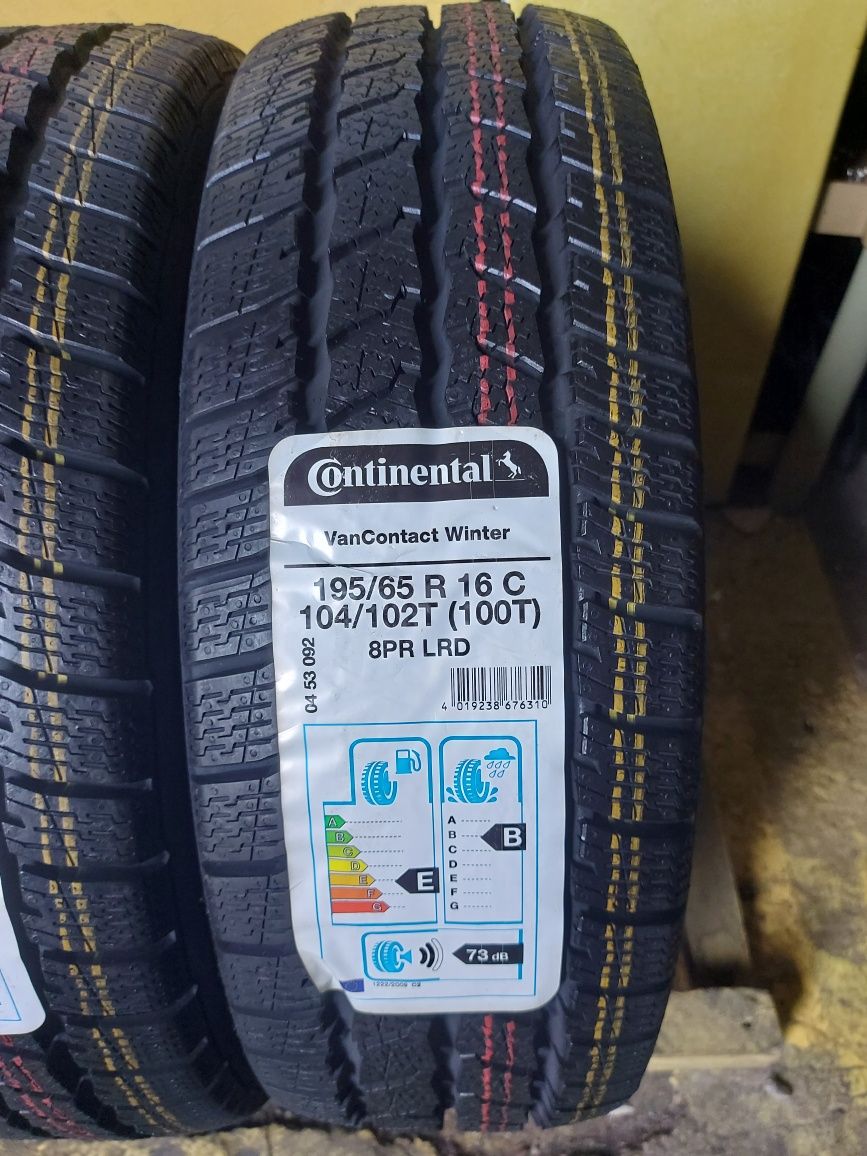 Continental
VanContact Winter
195/65 R 16 C
104/102T (100T)
8PR LRD
04 53 092
4 019238 676310
A
B
C
D
E
F
G
E
A
B
C
D
E
F
G
B
73 dB
1222/2009 C2